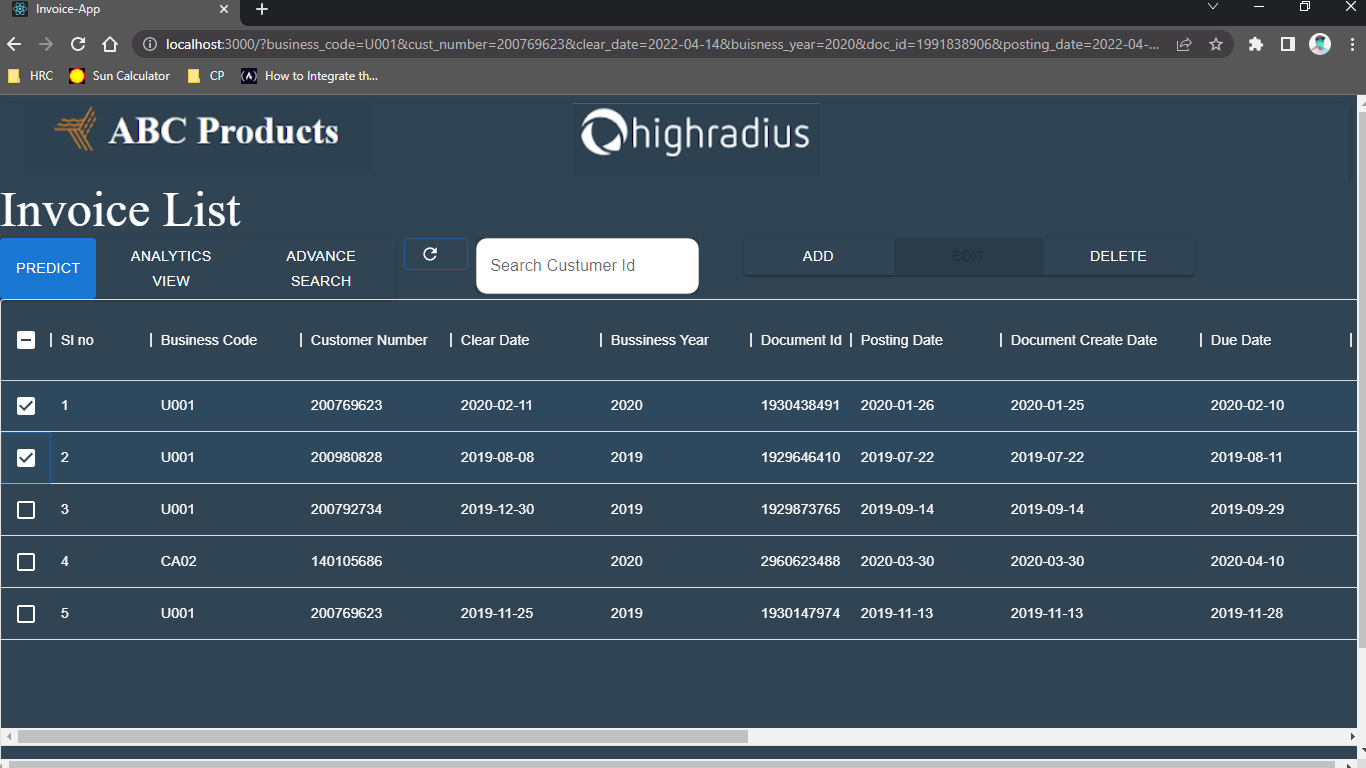 Invoice-App
localhost:3000/?business_code=U001&cust_number=200769623&clear_date=2022-04-14&buisness_year=2020&doc_id=1991838906&posting_date=2022-04-...
HRC Sun Calculator CP How to Integrate th...
ABC Products highradius
Invoice List
PREDICT ANALYTICS VIEW ADVANCE SEARCH Search Custumer Id ADD EDIT DELETE
Sl no Business Code Customer Number Clear Date Bussiness Year Document Id Posting Date Document Create Date Due Date
1 U001 200769623 2020-02-11 2020 1930438491 2020-01-26 2020-01-25 2020-02-10
2 U001 200980828 2019-08-08 2019 1929646410 2019-07-22 2019-07-22 2019-08-11
3 U001 200792734 2019-12-30 2019 1929873765 2019-09-14 2019-09-14 2019-09-29
4 CA02 140105686 2020 2960623488 2020-03-30 2020-03-30 2020-04-10
5 U001 200769623 2019-11-25 2019 1930147974 2019-11-13 2019-11-13 2019-11-28